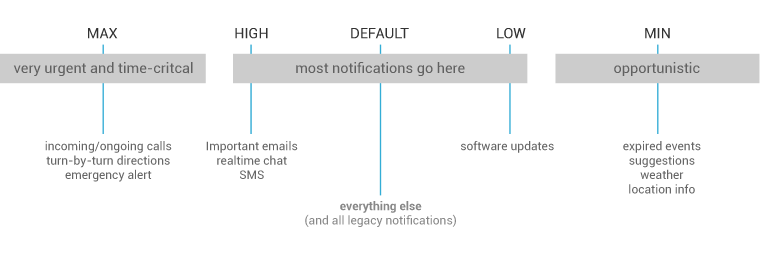 MAX HIGH DEFAULT LOW MIN
very urgent and time-critcal most notifications go here opportunistic
incoming/ongoing calls
turn-by-turn directions
emergency alert
Important emails
realtime chat
SMS
everything else
(and all legacy notifications)
software updates
expired events
suggestions
weather
location info